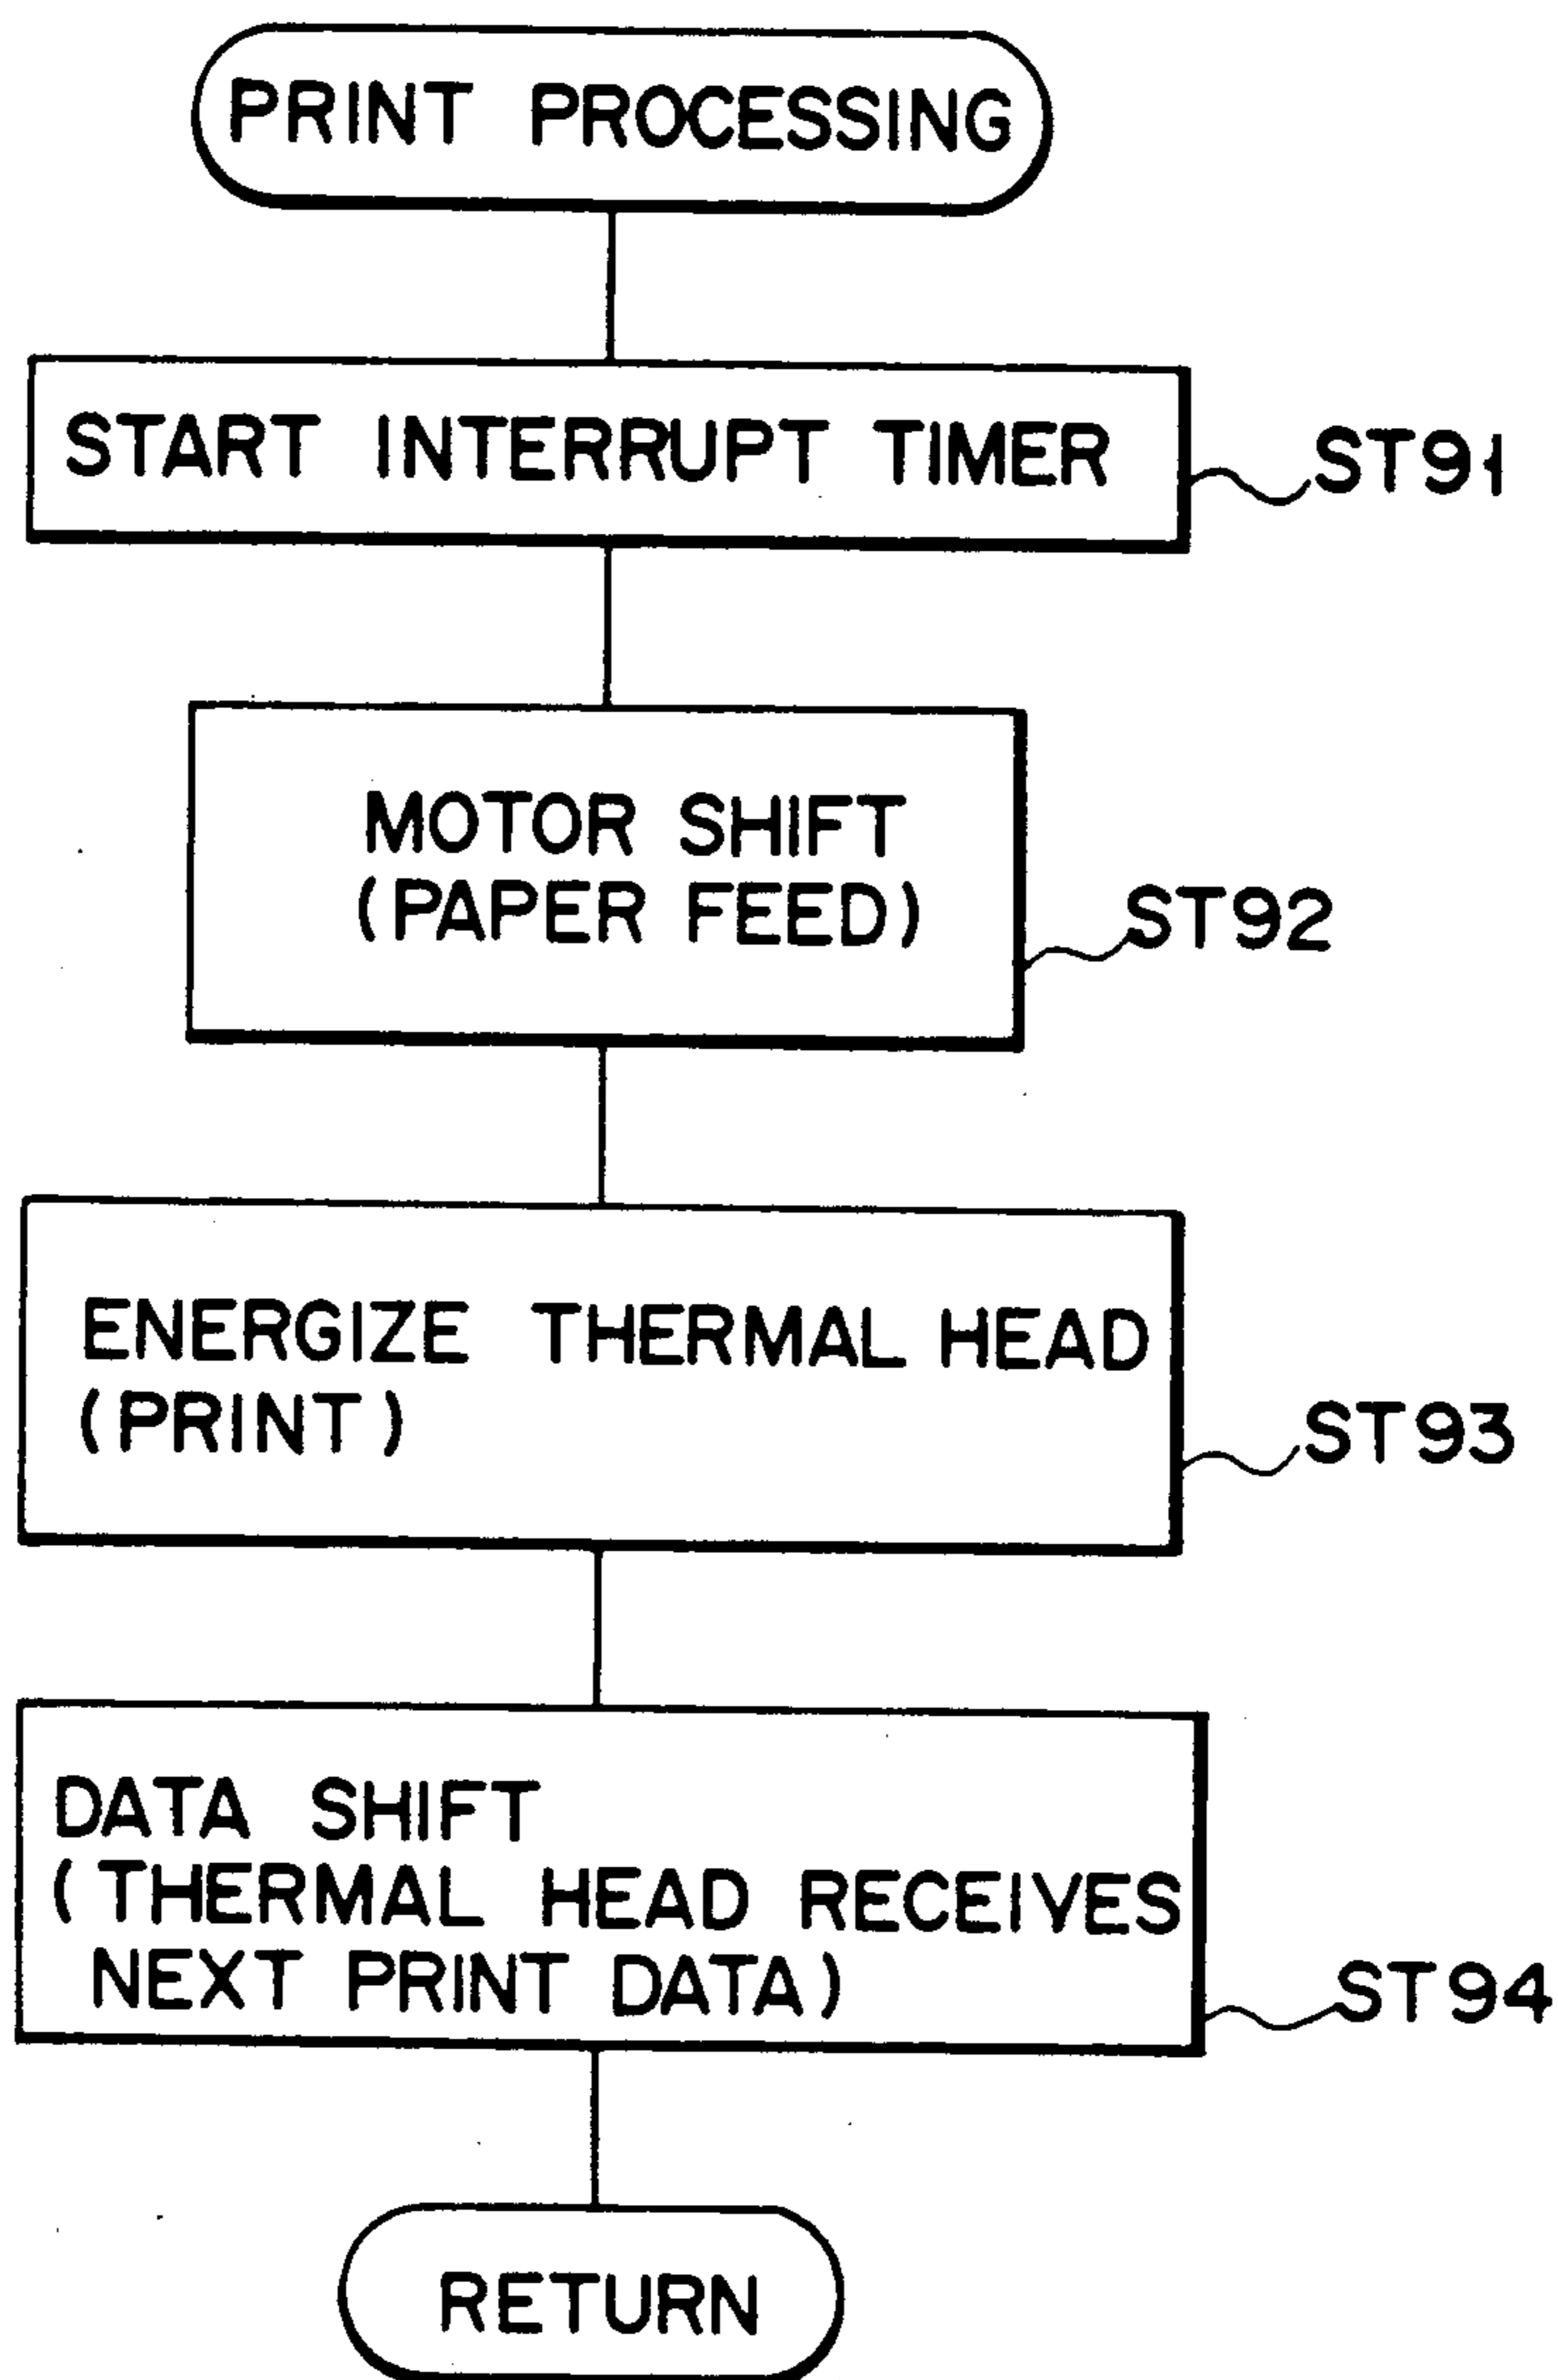 PRINT PROCESSING
START INTERRUPT TIMER
ST91
MOTOR SHIFT
(PAPER FEED)
ST92
ENERGIZE THERMAL HEAD
(PRINT)
ST93
DATA SHIFT
(THERMAL HEAD RECEIVES
NEXT PRINT DATA)
ST94
RETURN